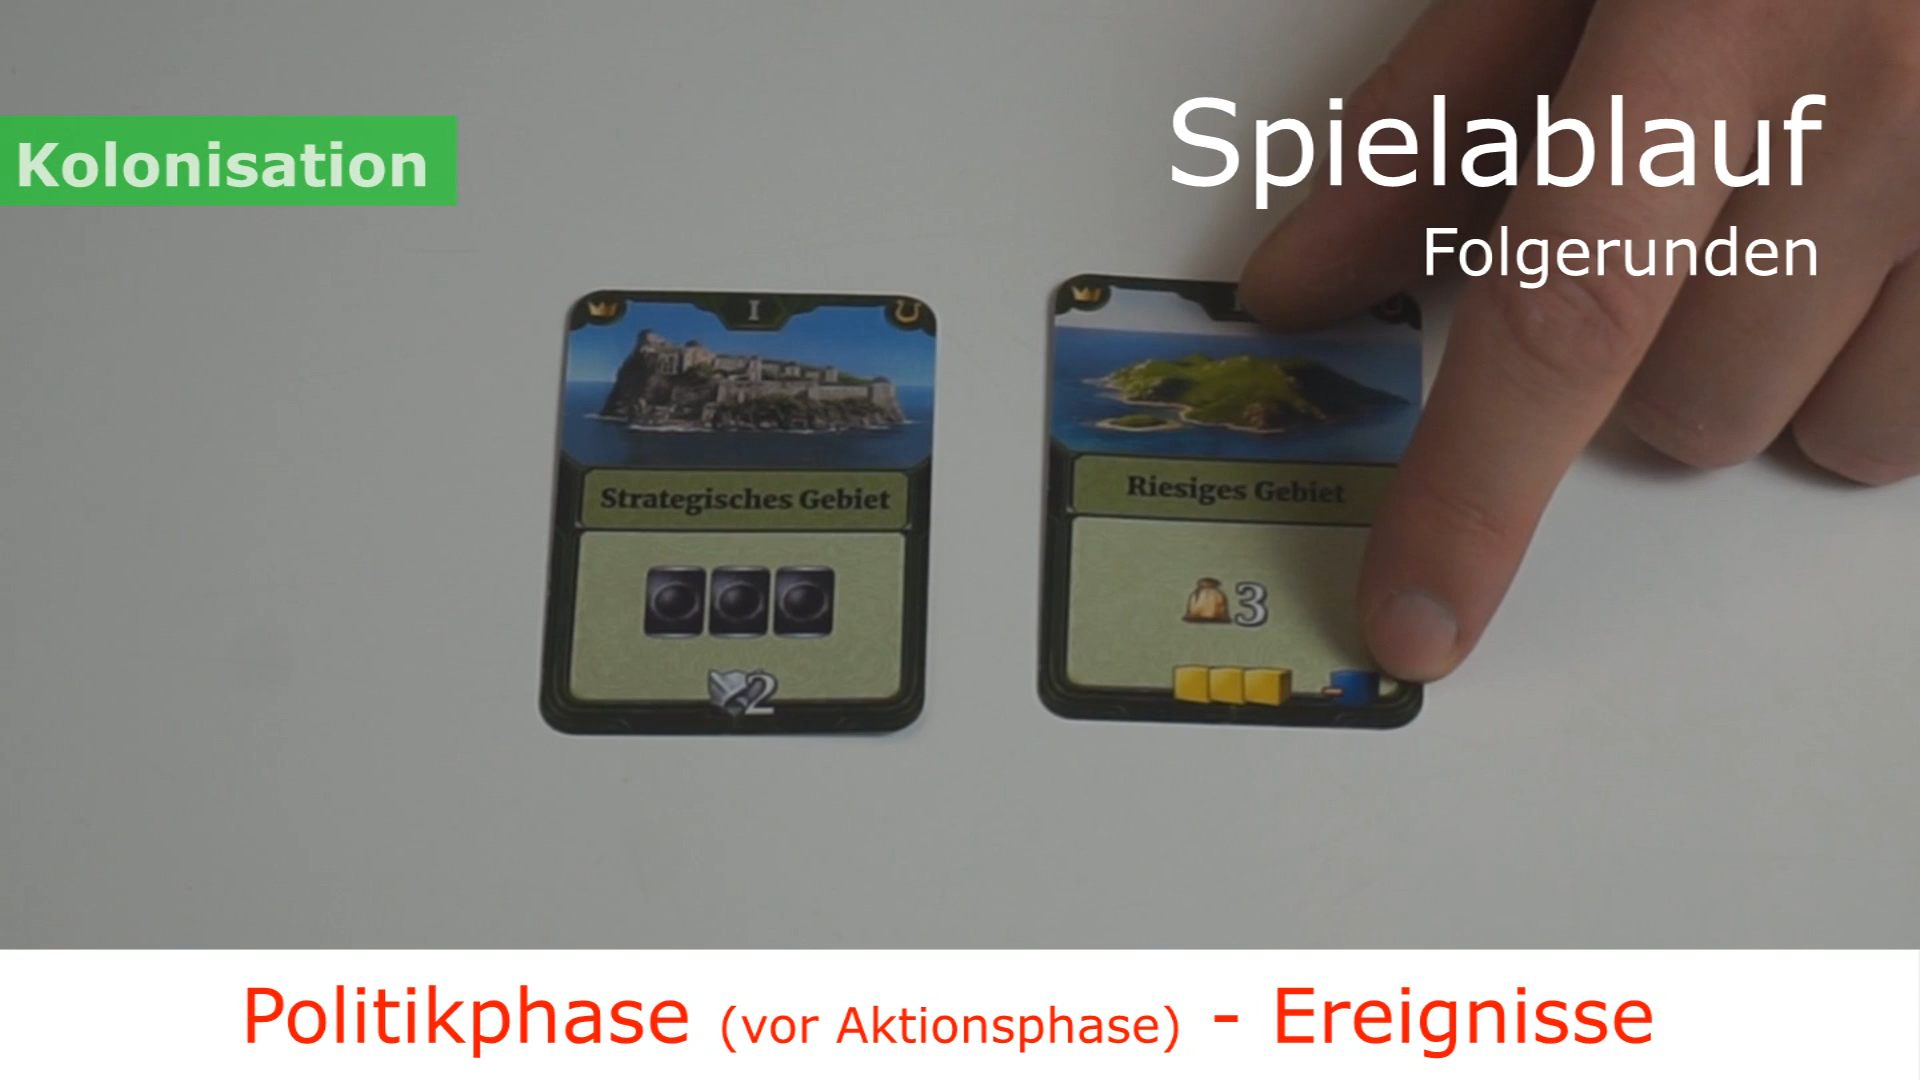 Kolonisation
Spielablauf
Folgerunden
I
Strategisches Gebiet
2
Riesiges Gebiet
3
Politikphase (vor Aktionsphase) - Ereignisse